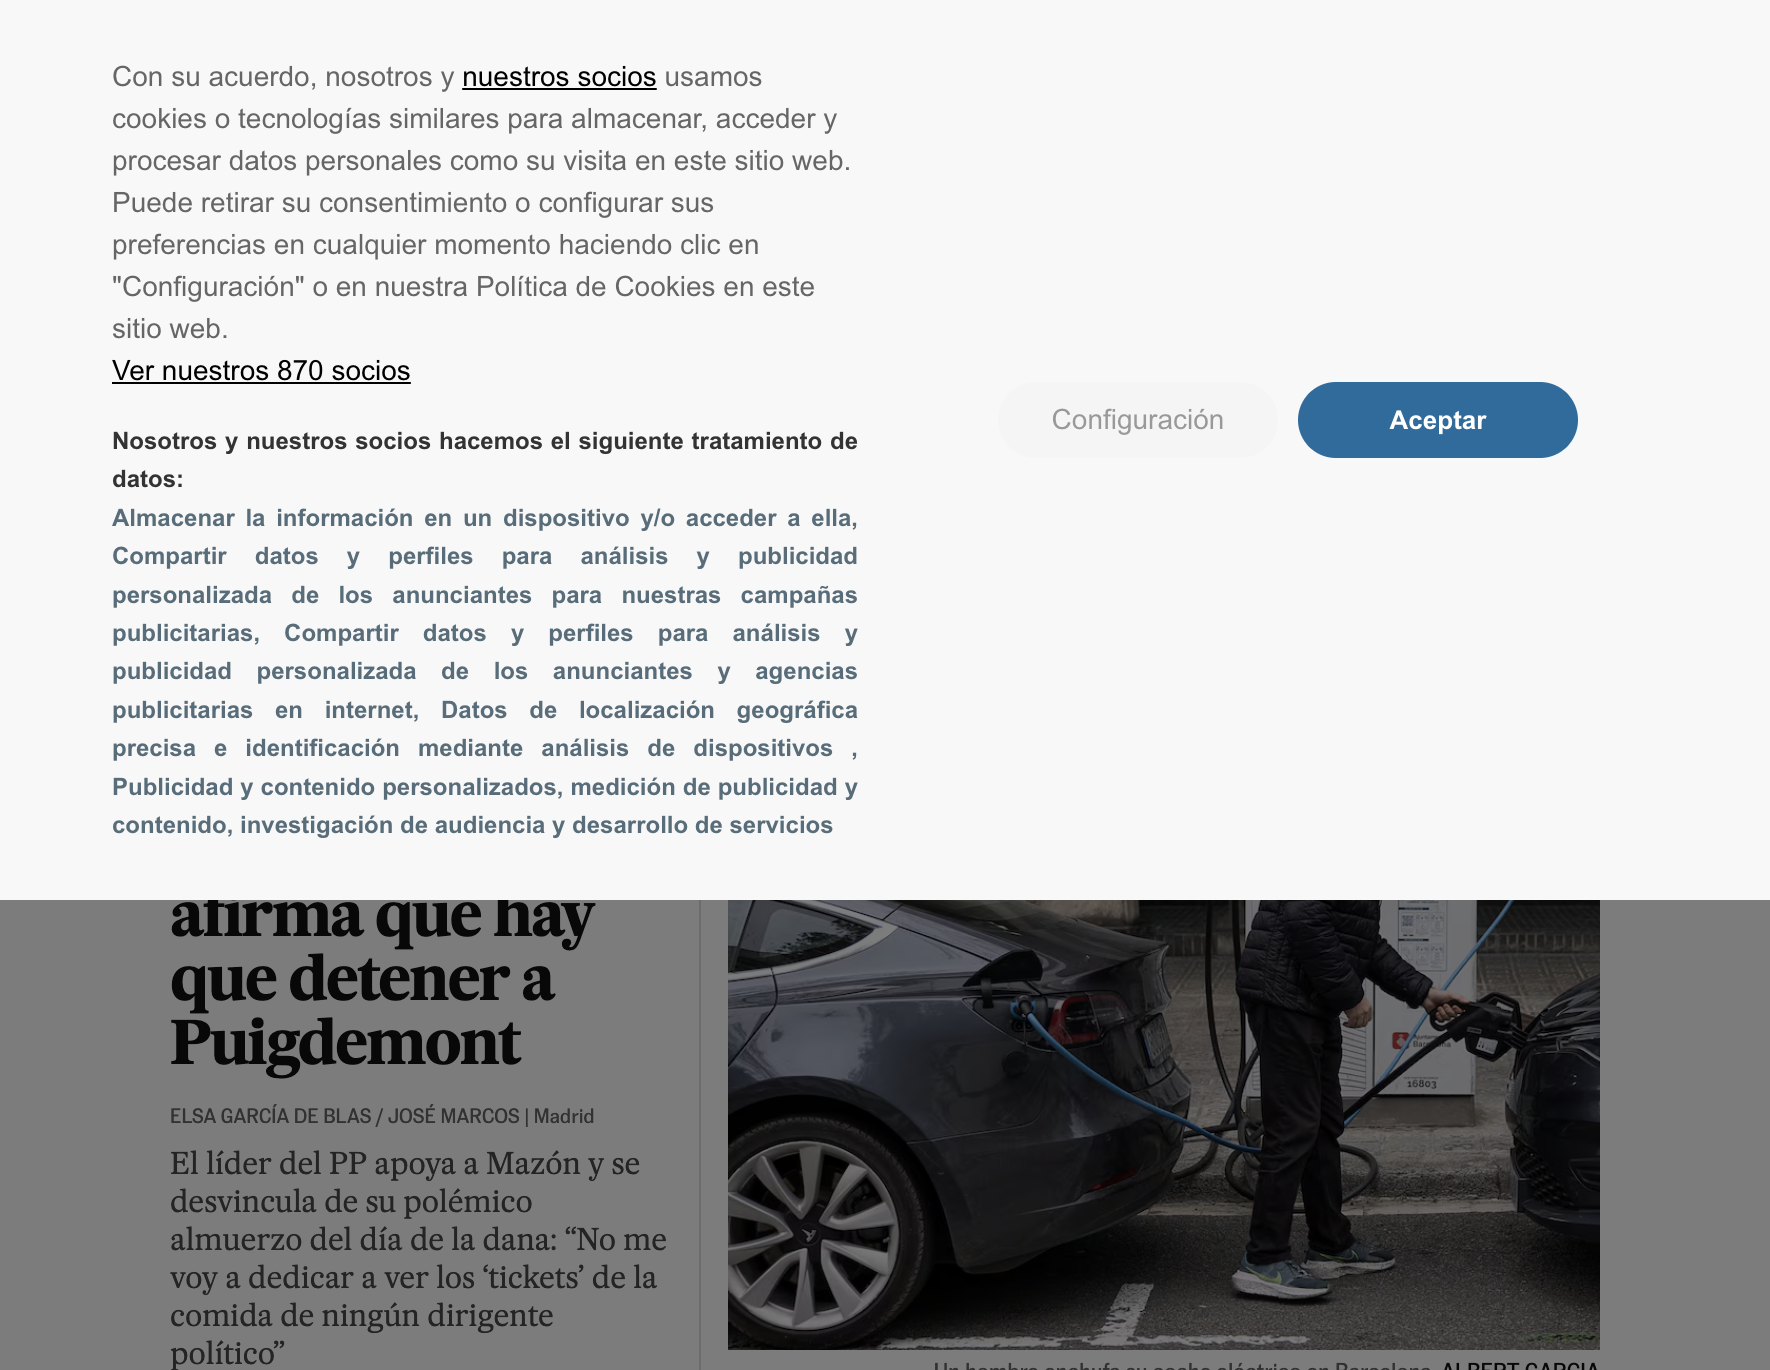 Con su acuerdo, nosotros y nuestros socios usamos
cookies o tecnologías similares para almacenar, acceder y
procesar datos personales como su visita en este sitio web.
Puede retirar su consentimiento o configurar sus
preferencias en cualquier momento haciendo clic en
"Configuración" o en nuestra Política de Cookies en este
sitio web.
Ver nuestros 870 socios
Nosotros y nuestros socios hacemos el siguiente tratamiento de
datos:
Almacenar la información en un dispositivo y/o acceder a ella,
Compartir datos y perfiles para análisis y publicidad
personalizada de los anunciantes para nuestras campañas
publicitarias, Compartir datos y perfiles para análisis y
publicidad personalizada de los anunciantes y agencias
publicitarias en internet, Datos de localización geográfica
precisa e identificación mediante análisis de dispositivos ,
Publicidad y contenido personalizados, medición de publicidad y
contenido, investigación de audiencia y desarrollo de servicios
Configuración
Aceptar
afirma que hay
que detener a
Puigdemont
ELSA GARCÍA DE BLAS / JOSÉ MARCOS | Madrid
El líder del PP apoya a Mazón y se
desvincula de su polémico
almuerzo del día de la dana: “No me
voy a dedicar a ver los ‘tickets’ de la
comida de ningún dirigente
político”
16803
Un hombre enchufa su coche eléctrico en Barcelona. ALBERT GARCIA